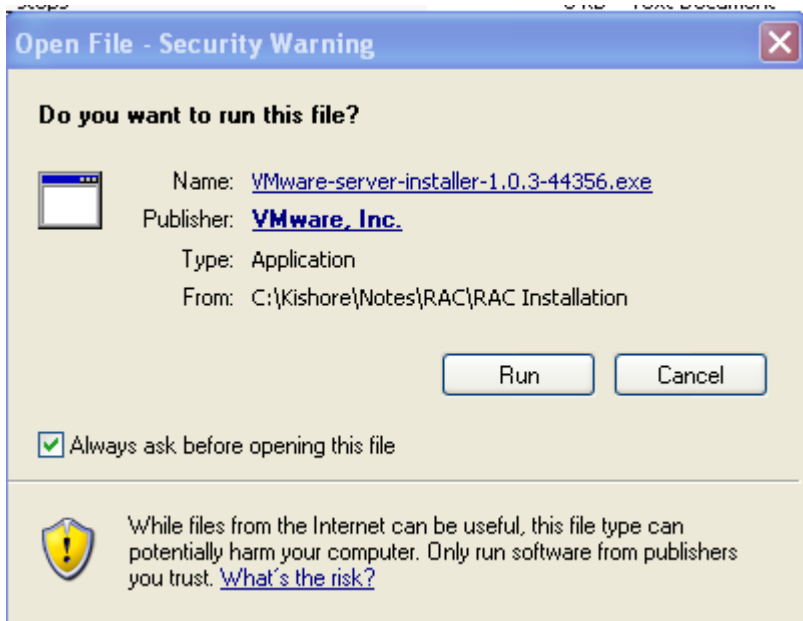 Open File - Security Warning
Do you want to run this file?
Name: VMware-server-installer-1.0.3-44356.exe
Publisher: VMware, Inc.
Type: Application
From: C:\Kishore\Notes\RAC\RAC Installation
Run Cancel
Always ask before opening this file
While files from the Internet can be useful, this file type can
potentially harm your computer. Only run software from publishers
you trust. What's the risk?